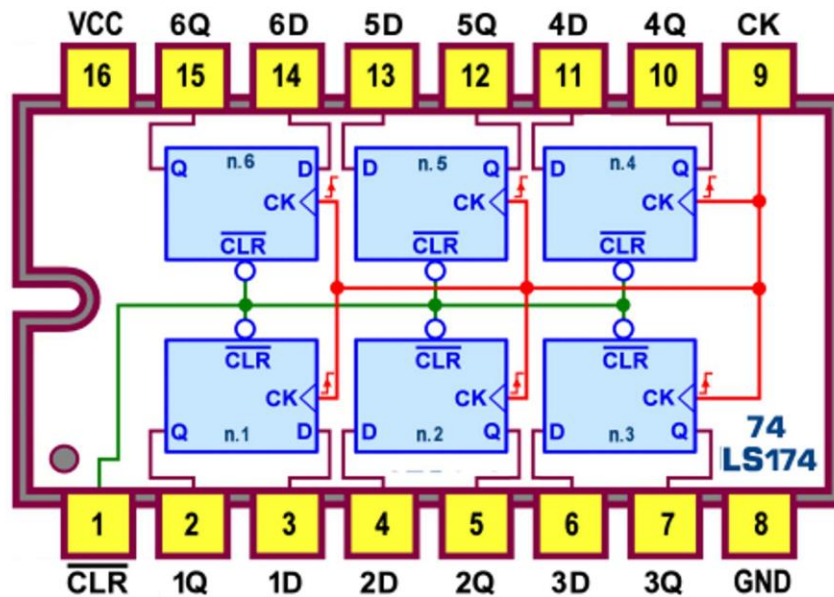 VCC 6Q 6D 5D 5Q 4D 4Q CK
16 15 14 13 12 11 10 9
n.6 n.5 n.4
Q D D Q D Q
CK CK CK
CLR CLR CLR
CLR CLR CLR
CK CK CK
Q n.1 D D n.2 Q D n.3 Q
74
LS174
1 2 3 4 5 6 7 8
CLR 1Q 1D 2D 2Q 3D 3Q GND